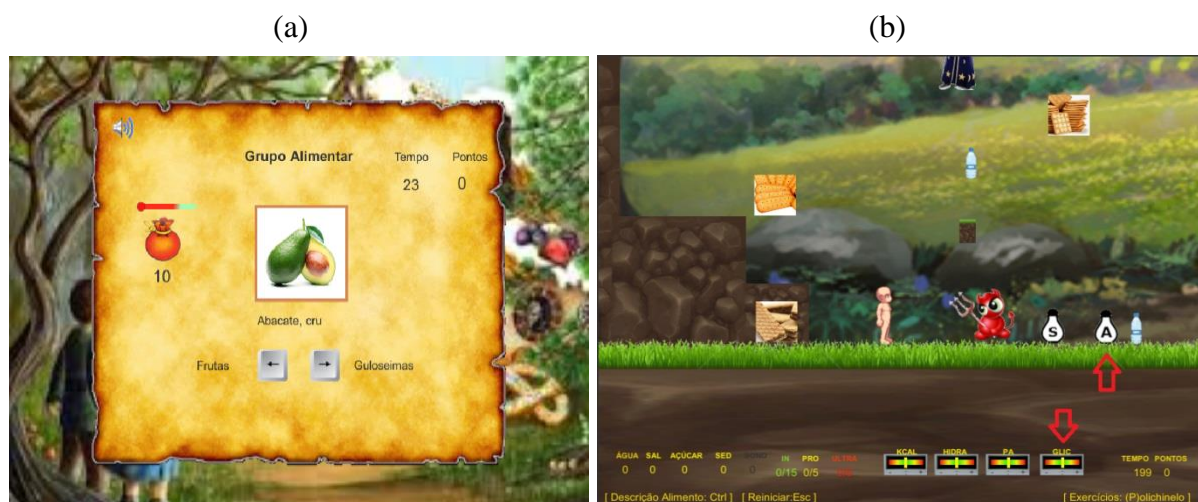 (a)
(b)
Grupo Alimentar
Tempo Pontos
23 0
10
Abacate, cru
Frutas ← → Guloseimas
S A
ÁGUA SAL AÇÚCAR SED IN PRO ULTRA KCAL HIDRA P.A GLIC TEMPO PONTOS
0 0 0 0 0 0/15 0/5 199 0
[ Descrição Alimento: Ctrl ] [ Reiniciar:Esc ] [ Exercícios: (P)olichinelo ]